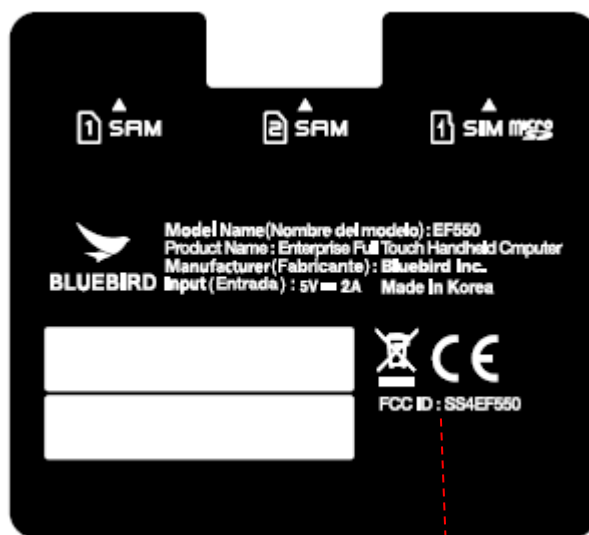 1 SAM
2 SAM
1 SIM micro SD
BLUEBIRD
Model Name(Nombre del modelo) : EF550
Product Name : Enterprise Full Touch Handheld Cmputer
Manufacturer(Fabricante) : Bluebird Inc.
Input (Entrada) : 5V 2A Made in Korea
CE
FCC ID : SS4EF550